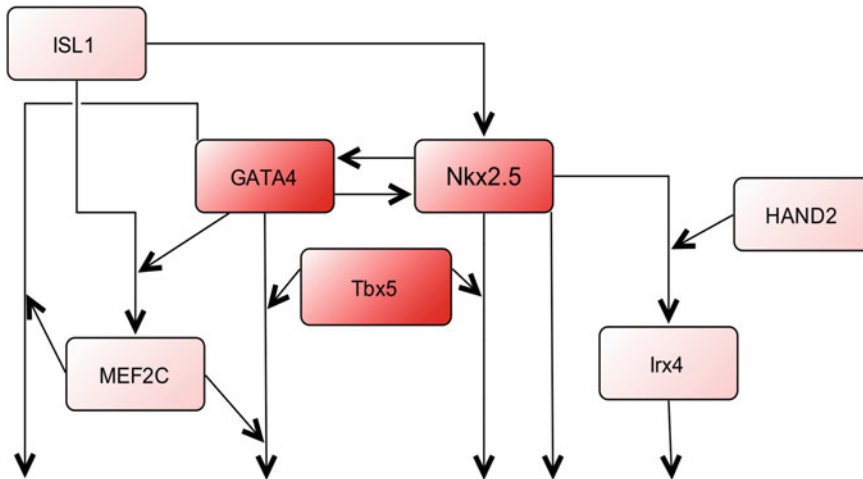 ISL1
GATA4
Nkx2.5
HAND2
Tbx5
MEF2C
Irx4